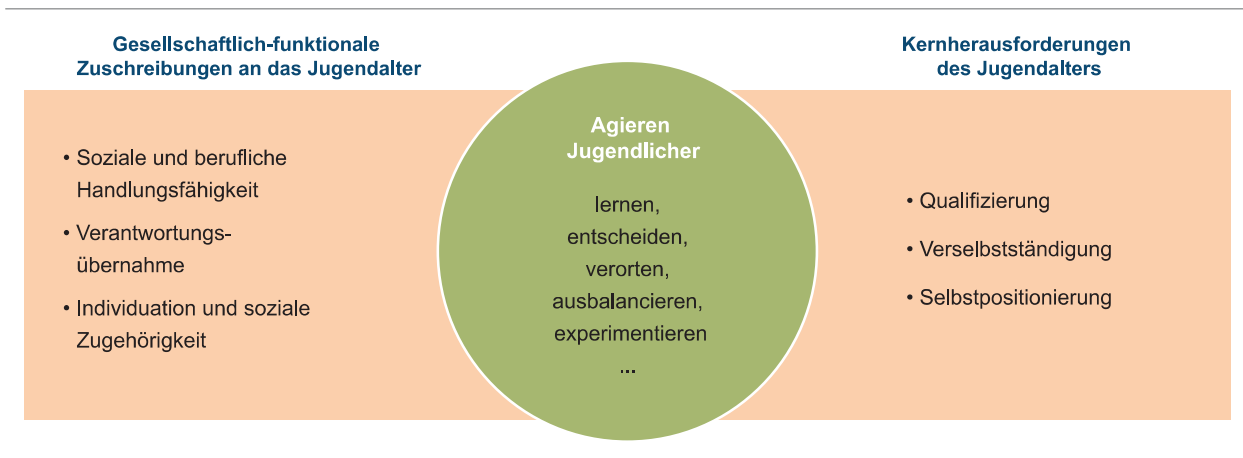 Gesellschaftlich-funktionale
Zuschreibungen an das Jugendalter
• Soziale und berufliche
Handlungsfähigkeit
• Verantwortungs-
übernahme
• Individuation und soziale
Zugehörigkeit
Agieren
Jugendlicher
lernen,
entscheiden,
verorten,
ausbalancieren,
experimentieren
...
Kernherausforderungen
des Jugendalters
• Qualifizierung
• Verselbstständigung
• Selbstpositionierung